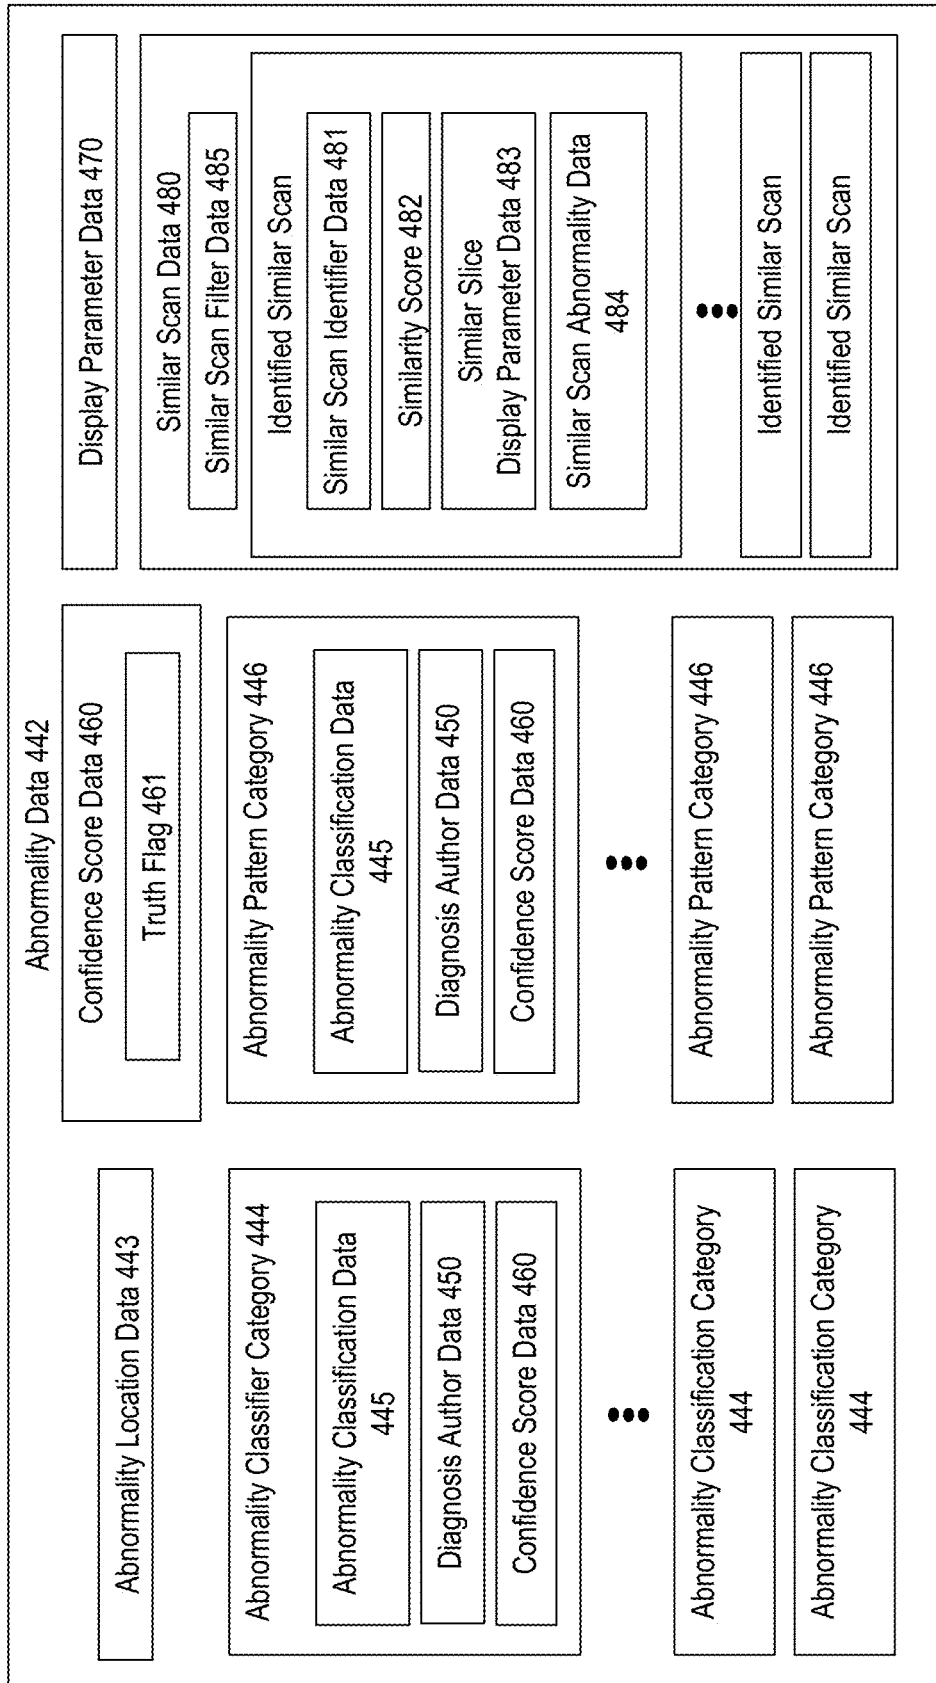 Abnormality Data 442
Abnormality Location Data 443
Abnormality Classifier Category 444
Abnormality Classification Data
445
Diagnosis Author Data 450
Confidence Score Data 460
Abnormality Classification Category
444
Abnormality Classification Category
444
Confidence Score Data 460
Truth Flag 461
Abnormality Pattern Category 446
Abnormality Classification Data
445
Diagnosis Author Data 450
Confidence Score Data 460
Abnormality Pattern Category 446
Abnormality Pattern Category 446
Display Parameter Data 470
Similar Scan Data 480
Similar Scan Filter Data 485
Identified Similar Scan
Similar Scan Identifier Data 481
Similarity Score 482
Similar Slice
Display Parameter Data 483
Similar Scan Abnormality Data
484
Identified Similar Scan
Identified Similar Scan